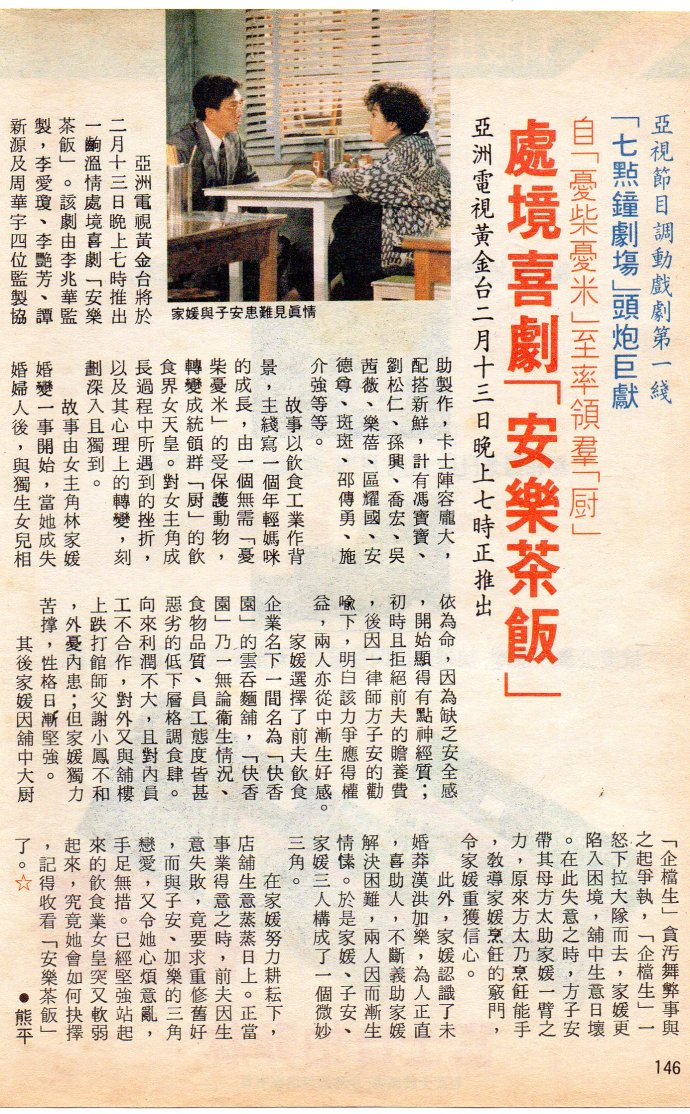 亞視節目調動戲劇第一綫
「七點鐘劇場」頭炮巨獻
自「憂柴憂米」至率領羣「厨」
處境喜劇「安樂茶飯」
亞洲電視黃金台二月十三日晚上七時正推出
家媛與子安患難見眞情
亞洲電視黃金台將於
二月十三日晚上七時推出
一齣溫情處境喜劇「安樂
茶飯」。該劇由李兆華監
製，李愛瓊、李艷芳、譚
新源及周華宇四位監製協
助製作，卡士陣容龐大，
配搭新鮮，計有馮寶寶、
劉松仁、孫興、喬宏、吳
茜薇、樂蓓、區耀國、安
德尊、斑斑、邵傳勇、施
介強等等。
故事以飲食工業作背
景，主綫寫一個年輕媽咪
的成長，由一個無需「憂
柴憂米」的受保護動物，
轉變成統領群「厨」的飲
食界女天皇。對女主角成
長過程中所遇到的挫折，
以及其心理上的轉變，刻
劃深入且獨到。
故事由女主角林家媛
婚變一事開始，當她成失
婚婦人後，與獨生女兒相
依為命，因為缺乏安全感
，開始顯得有點神經質；
初時且拒絕前夫的贍養費
，後因一律師方子安的勸
喻下，明白該力爭應得權
益，兩人亦從中漸生好感。
家媛選擇了前夫飲食
企業名下一間名為「快香
園」的雲吞麵舖，「快香
園」乃一無論衞生情況、
食物品質、員工態度皆甚
惡劣的低下層格調食肆。
向來利潤不大，且對內員
工不合作，對外又與舖樓
上跌打館師父謝小鳳不和
，外憂內患；但家媛獨力
苦撐，性格日漸堅強。
其後家媛因舖中大厨
「企檔生」貪汚舞弊事與
之起爭執，「企檔生」一
怒下拉大隊而去，家媛更
陷入困境，舖中生意日壞
。在此失意之時，方子安
帶其母方太助家媛一臂之
力，原來方太乃烹飪能手
，敎導家媛烹飪的竅門，
令家媛重獲信心。
此外，家媛認識了未
婚莽漢洪加樂，為人正直
，喜助人，不斷義助家媛
解決困難，兩人因而漸生
情愫。於是家媛、子安、
家媛三人構成了一個微妙
三角。
在家媛努力耕耘下，
店舖生意蒸蒸日上。正當
事業得意之時，前夫因生
意失敗，竟要求重修舊好
，而與子安、加樂的三角
戀愛，又令她心煩意亂，
手足無措。已經堅強站起
來的飲食業女皇突又軟弱
起來，究竟她會如何抉擇
，記得收看「安樂茶飯」
了。☆
●熊平
146